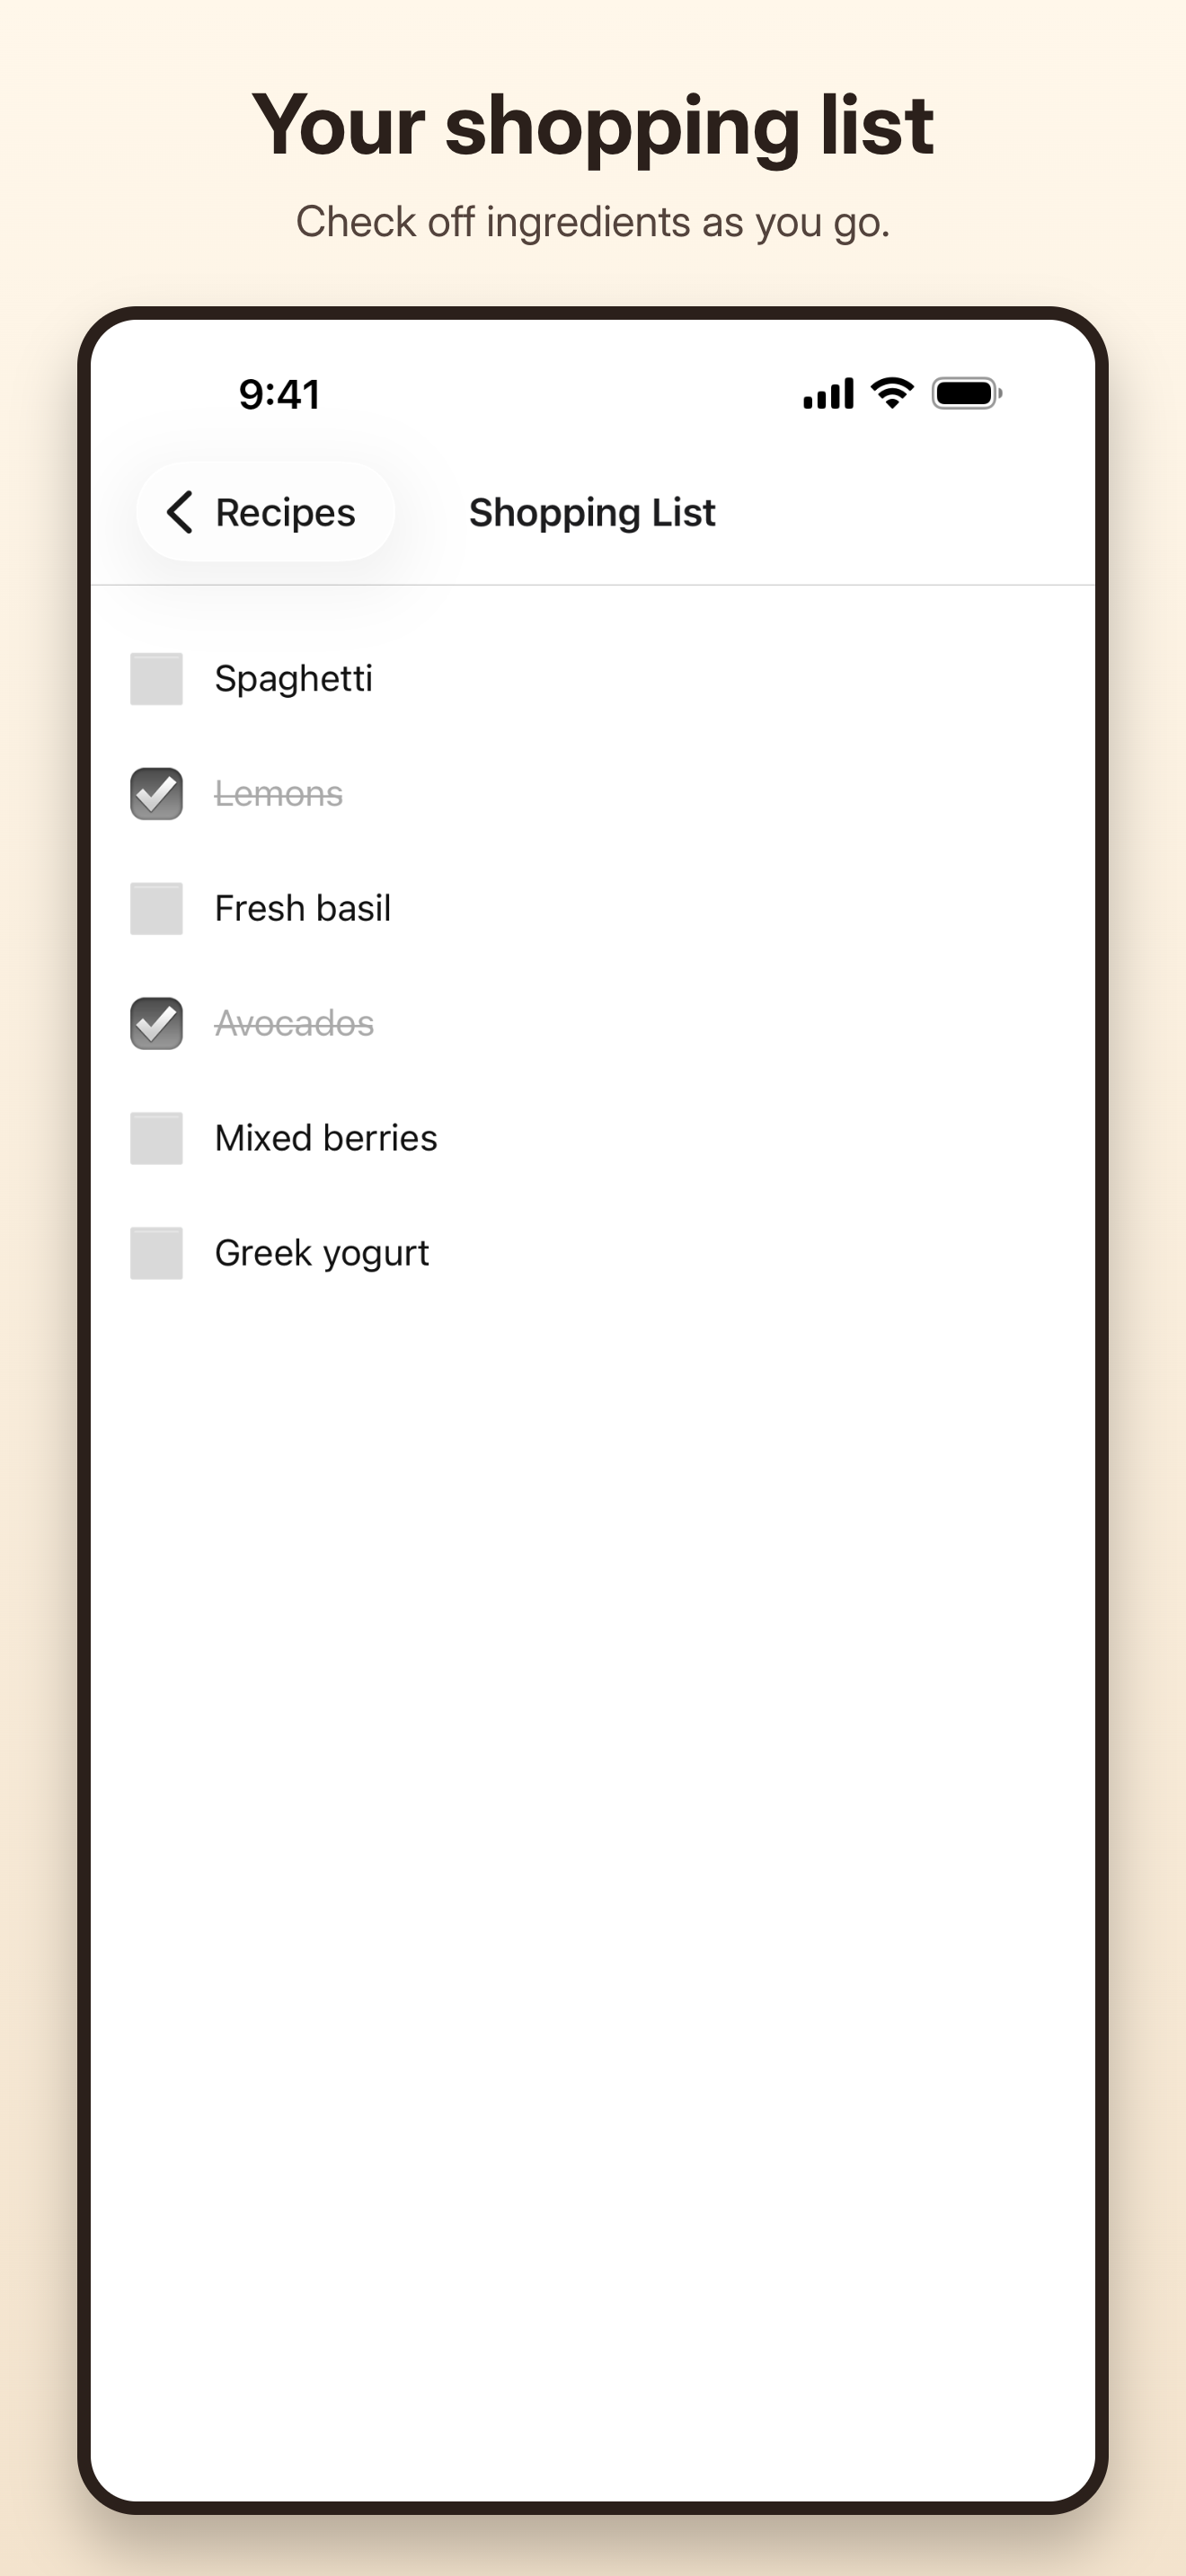 Your shopping list
Check off ingredients as you go.
9:41
Recipes
Shopping List
Spaghetti
Lemons
Fresh basil
Avocados
Mixed berries
Greek yogurt